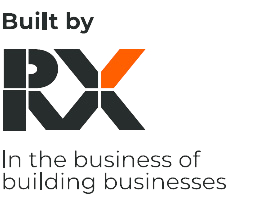 Built by
RX
In the business of
building businesses